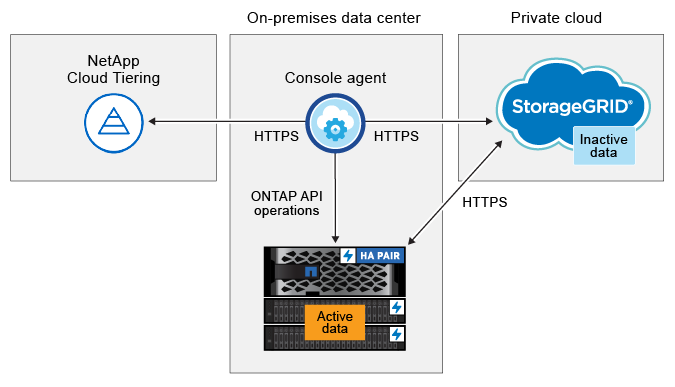 On-premises data center
Private cloud
NetApp
Cloud Tiering
Console agent
StorageGRID®
Inactive
data
HTTPS
HTTPS
ONTAP API
operations
HTTPS
HA PAIR
Active
data